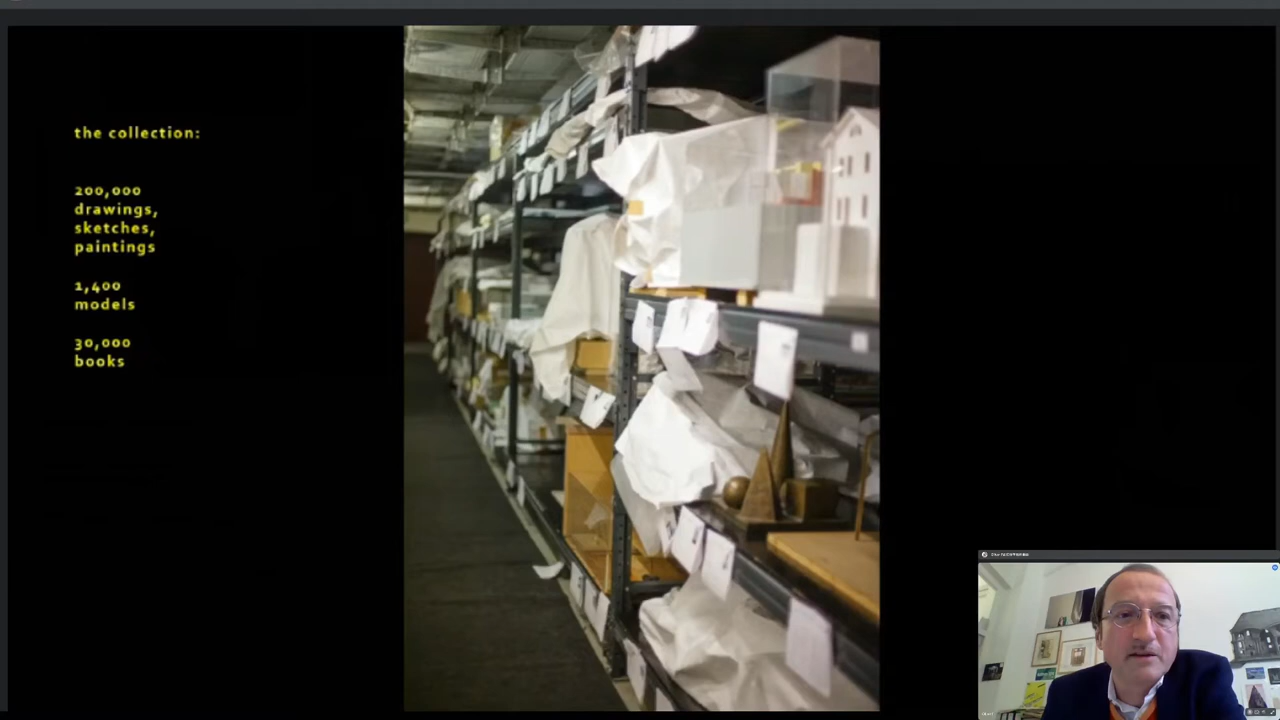 the collection:
200,000
drawings,
sketches,
paintings
1,400
models
30,000
books